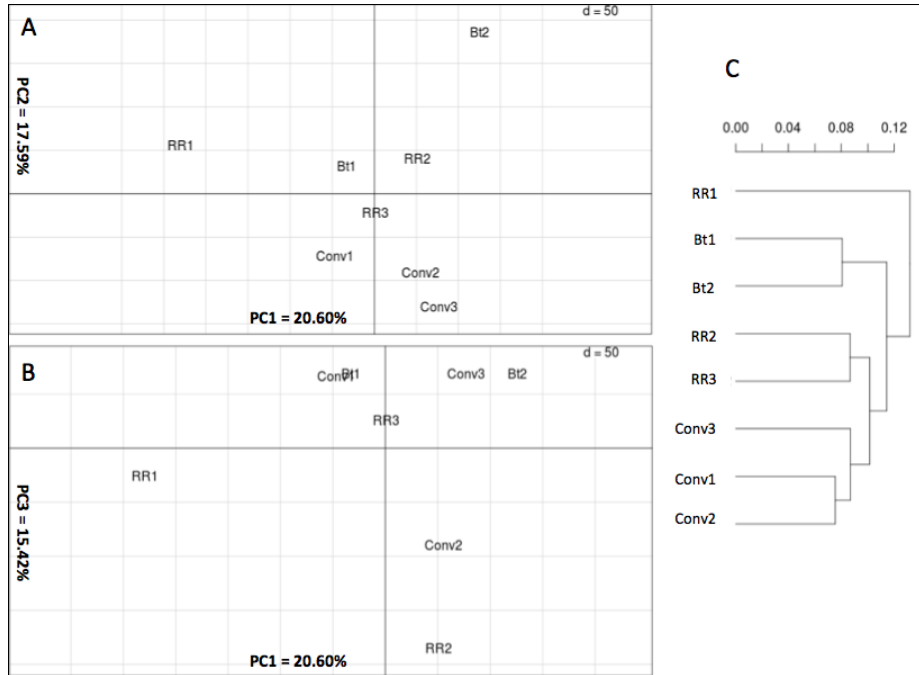 A
d = 50
Bt2
PC2 = 17.59%
RR1
Bt1
RR2
RR3
Conv1
Conv2
Conv3
PC1 = 20.60%
B
d = 50
Conv1
Bt1
Conv3
Bt2
RR3
RR1
PC3 = 15.42%
Conv2
RR2
PC1 = 20.60%
C
0.00 0.04 0.08 0.12
RR1
Bt1
Bt2
RR2
RR3
Conv3
Conv1
Conv2